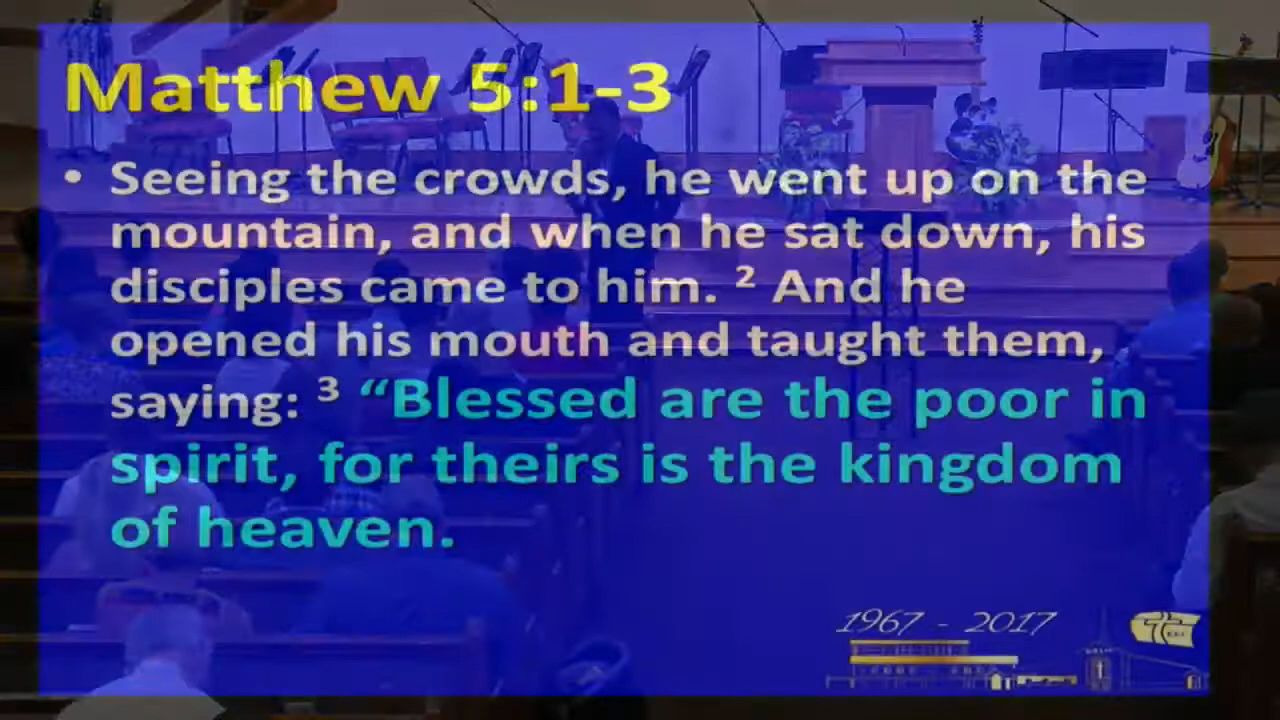 Matthew 5:1-3
• Seeing the crowds, he went up on the
mountain, and when he sat down, his
disciples came to him. ² And he
opened his mouth and taught them,
saying: ³ “Blessed are the poor in
spirit, for theirs is the kingdom
of heaven.
1967 - 2017